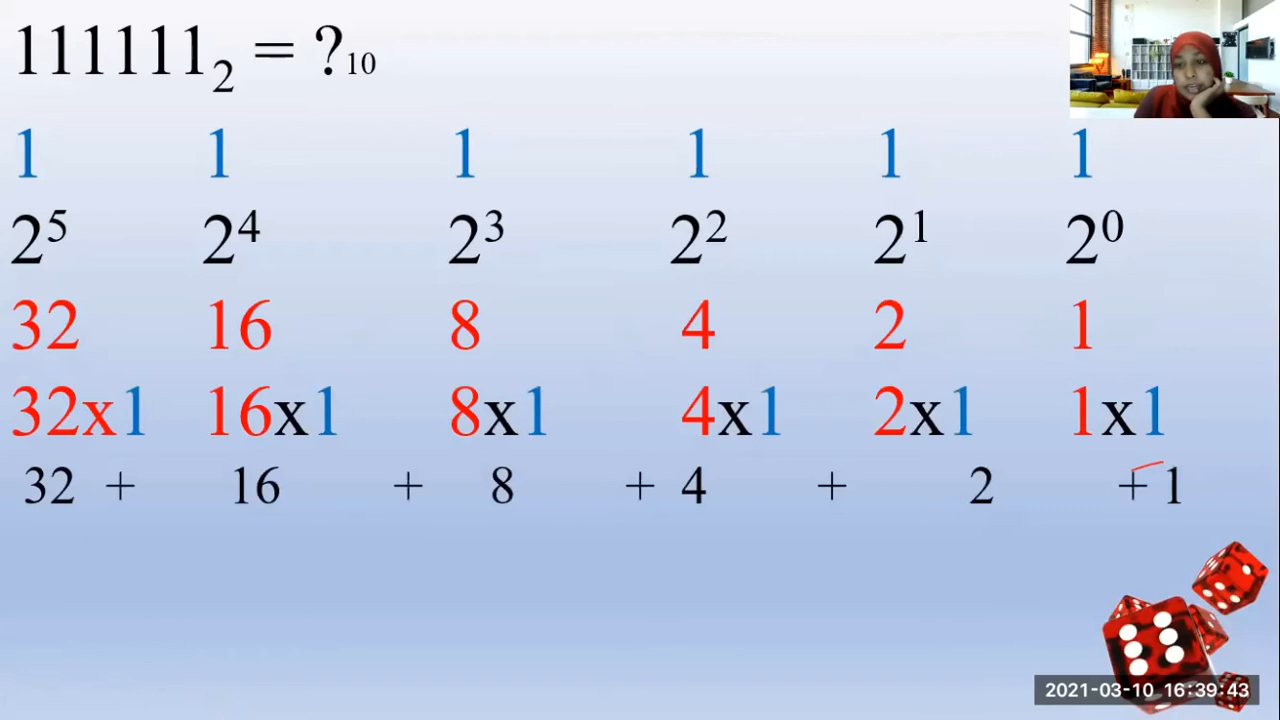 111111₂ = ?₁₀
1 1 1 1 1 1
2⁵ 2⁴ 2³ 2² 2¹ 2⁰
32 16 8 4 2 1
32x1 16x1 8x1 4x1 2x1 1x1
32 + 16 + 8 + 4 + 2 + 1
2021-03-10 16:39:43